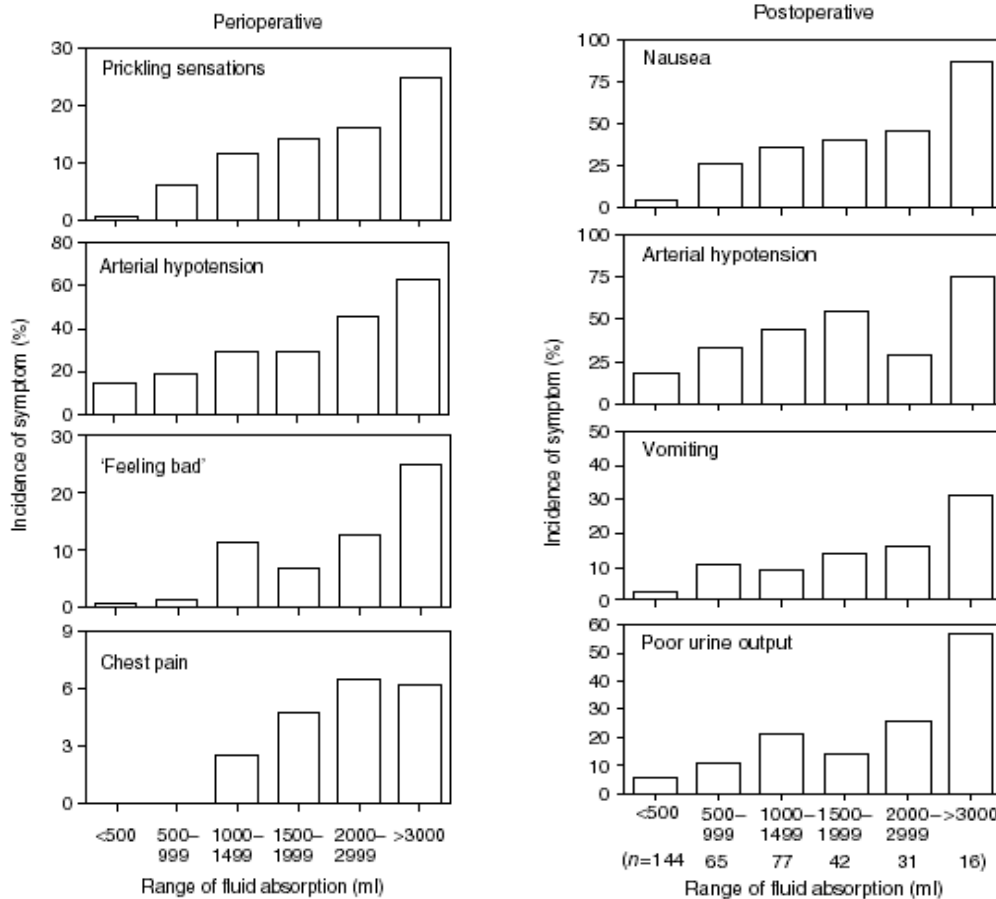 Perioperative
30
20
10
0
Prickling sensations
80
60
40
20
0
Arterial hypotension
30
20
10
0
'Feeling bad'
9
6
3
0
Chest pain
Incidence of symptom (%)
<500 500– 1000– 1500– 2000– >3000
999 1499 1999 2999
Range of fluid absorption (ml)
Postoperative
100
75
50
25
0
Nausea
100
75
50
25
0
Arterial hypotension
50
40
30
20
10
0
Vomiting
60
50
40
30
20
10
0
Poor urine output
Incidence of symptom (%)
<500 500– 1000– 1500– 2000– >3000
999 1499 1999 2999
(n=144 65 77 42 31 16)
Range of fluid absorption (ml)